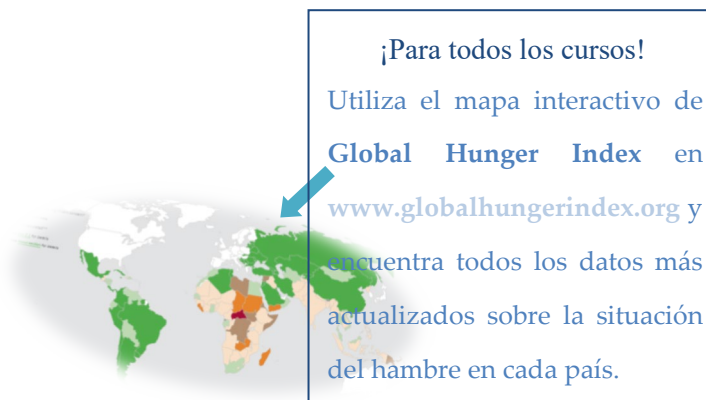 ¡Para todos los cursos!
Utiliza el mapa interactivo de
Global Hunger Index en
www.globalhungerindex.org y
encuentra todos los datos más
actualizados sobre la situación
del hambre en cada país.